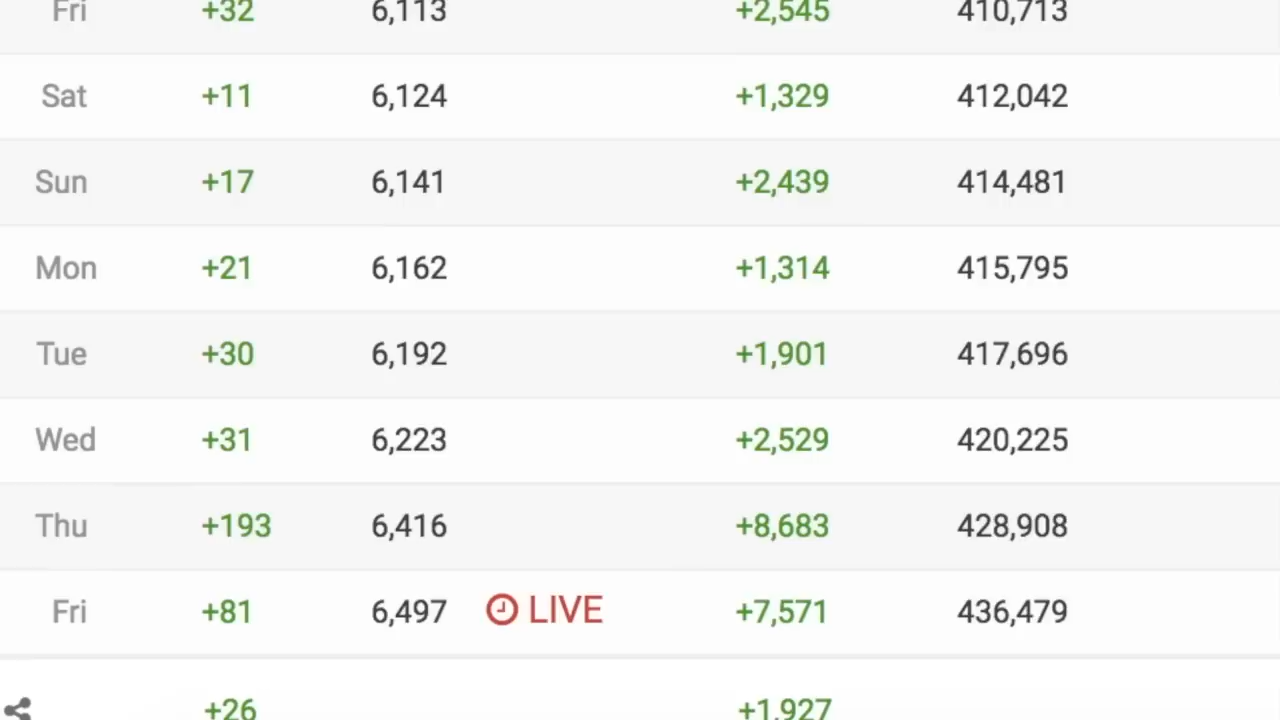 Fri +32 6,113 +2,545 410,713
Sat +11 6,124 +1,329 412,042
Sun +17 6,141 +2,439 414,481
Mon +21 6,162 +1,314 415,795
Tue +30 6,192 +1,901 417,696
Wed +31 6,223 +2,529 420,225
Thu +193 6,416 +8,683 428,908
Fri +81 6,497 LIVE +7,571 436,479
+26 +1,927